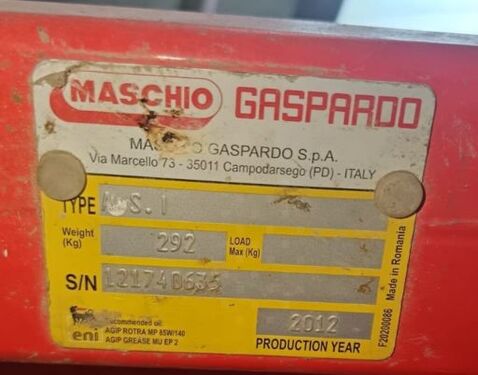 MASCHIO GASPARDO
GASPARDO S.p.A.
Via Marcello 73 - 35011 Campodarsego (PD) - ITALY
TYPE
Weight (Kg) 292 LOAD Max (Kg)
S/N
2012
PRODUCTION YEAR
eni
recommended oil:
AGIP ROTRA MP 85W/140
AGIP GREASE MU EP 2
F20200086 Made in Romania